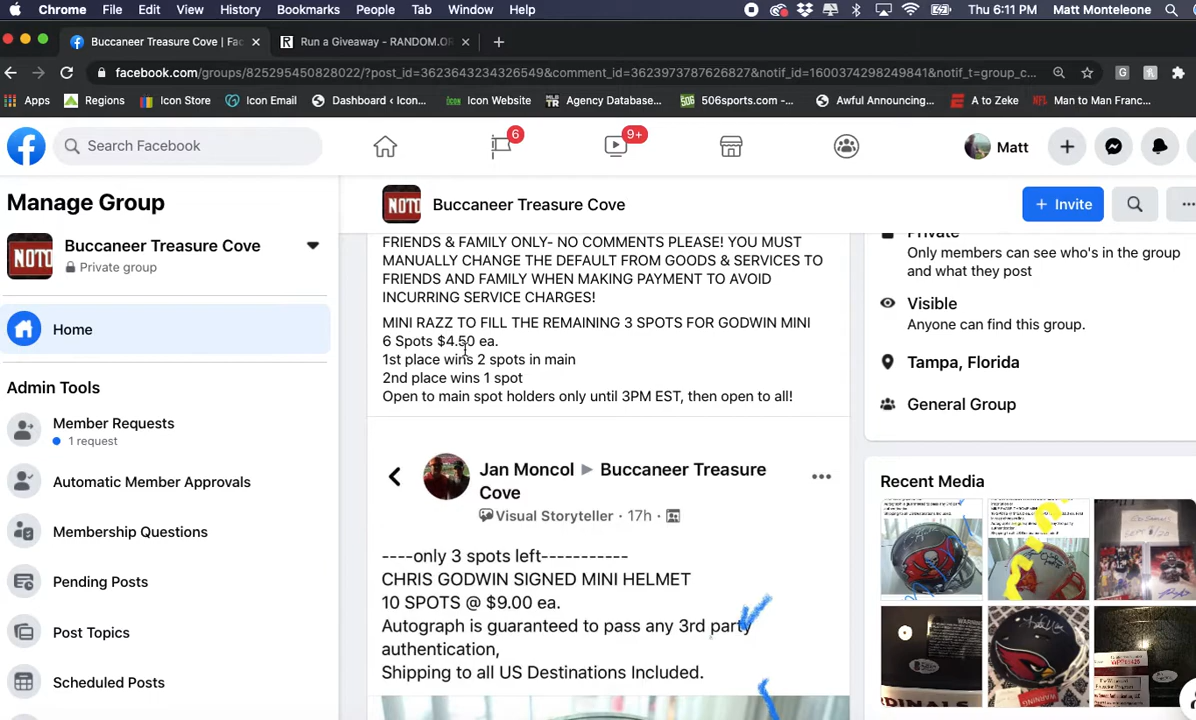 Chrome File Edit View History Bookmarks People Tab Window Help Thu 6:11 PM Matt Monteleone
Buccaneer Treasure Cove | Fac Run a Giveaway - RANDOM.OR
facebook.com/groups/825295450828022/?post_id=3623643234326549&comment_id=3623973787626827&notif_id=1600374298249841&notif_t=group_c...
Apps Regions Icon Store Icon Email Dashboard ‹ Icon... Icon Website Agency Database... 506sports.com -... Awful Announcing... A to Zeke Man to Man Franc...
Search Facebook 6 9+ Matt
Manage Group
Buccaneer Treasure Cove
Private group
Home
Admin Tools
Member Requests
1 request
Automatic Member Approvals
Membership Questions
Pending Posts
Post Topics
Scheduled Posts
NOTO Buccaneer Treasure Cove
+ Invite
FRIENDS & FAMILY ONLY- NO COMMENTS PLEASE! YOU MUST
MANUALLY CHANGE THE DEFAULT FROM GOODS & SERVICES TO
FRIENDS AND FAMILY WHEN MAKING PAYMENT TO AVOID
INCURRING SERVICE CHARGES!
MINI RAZZ TO FILL THE REMAINING 3 SPOTS FOR GODWIN MINI
6 Spots $4.50 ea.
1st place wins 2 spots in main
2nd place wins 1 spot
Open to main spot holders only until 3PM EST, then open to all!
Jan Moncol ▶ Buccaneer Treasure
Cove
Visual Storyteller · 17h ·
----only 3 spots left-----------
CHRIS GODWIN SIGNED MINI HELMET
10 SPOTS @ $9.00 ea.
Autograph is guaranteed to pass any 3rd party
authentication,
Shipping to all US Destinations Included.
Private
Only members can see who's in the group
and what they post
Visible
Anyone can find this group.
Tampa, Florida
General Group
Recent Media